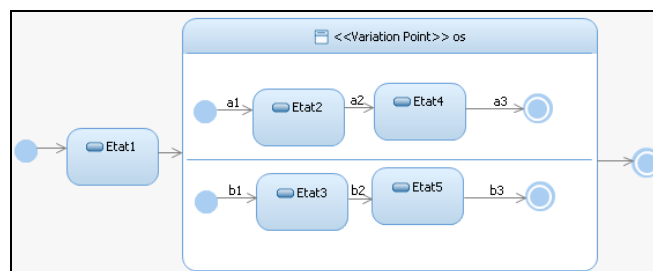 <<Variation Point>> os
a1
Etat2
a2
Etat4
a3
Etat1
b1
Etat3
b2
Etat5
b3